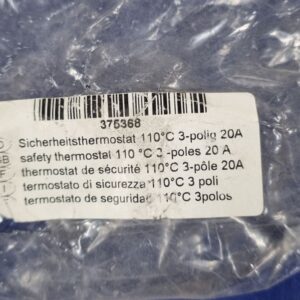 375368
Sicherheitsthermostat 110°C 3-polig 20A
GB safety thermostat 110 °C 3 -poles 20 A
F thermostat de sécurité 110°C 3-pôle 20A
I termostato di sicurezza 110°C 3 poli
termostato de seguridad 110°C 3polos